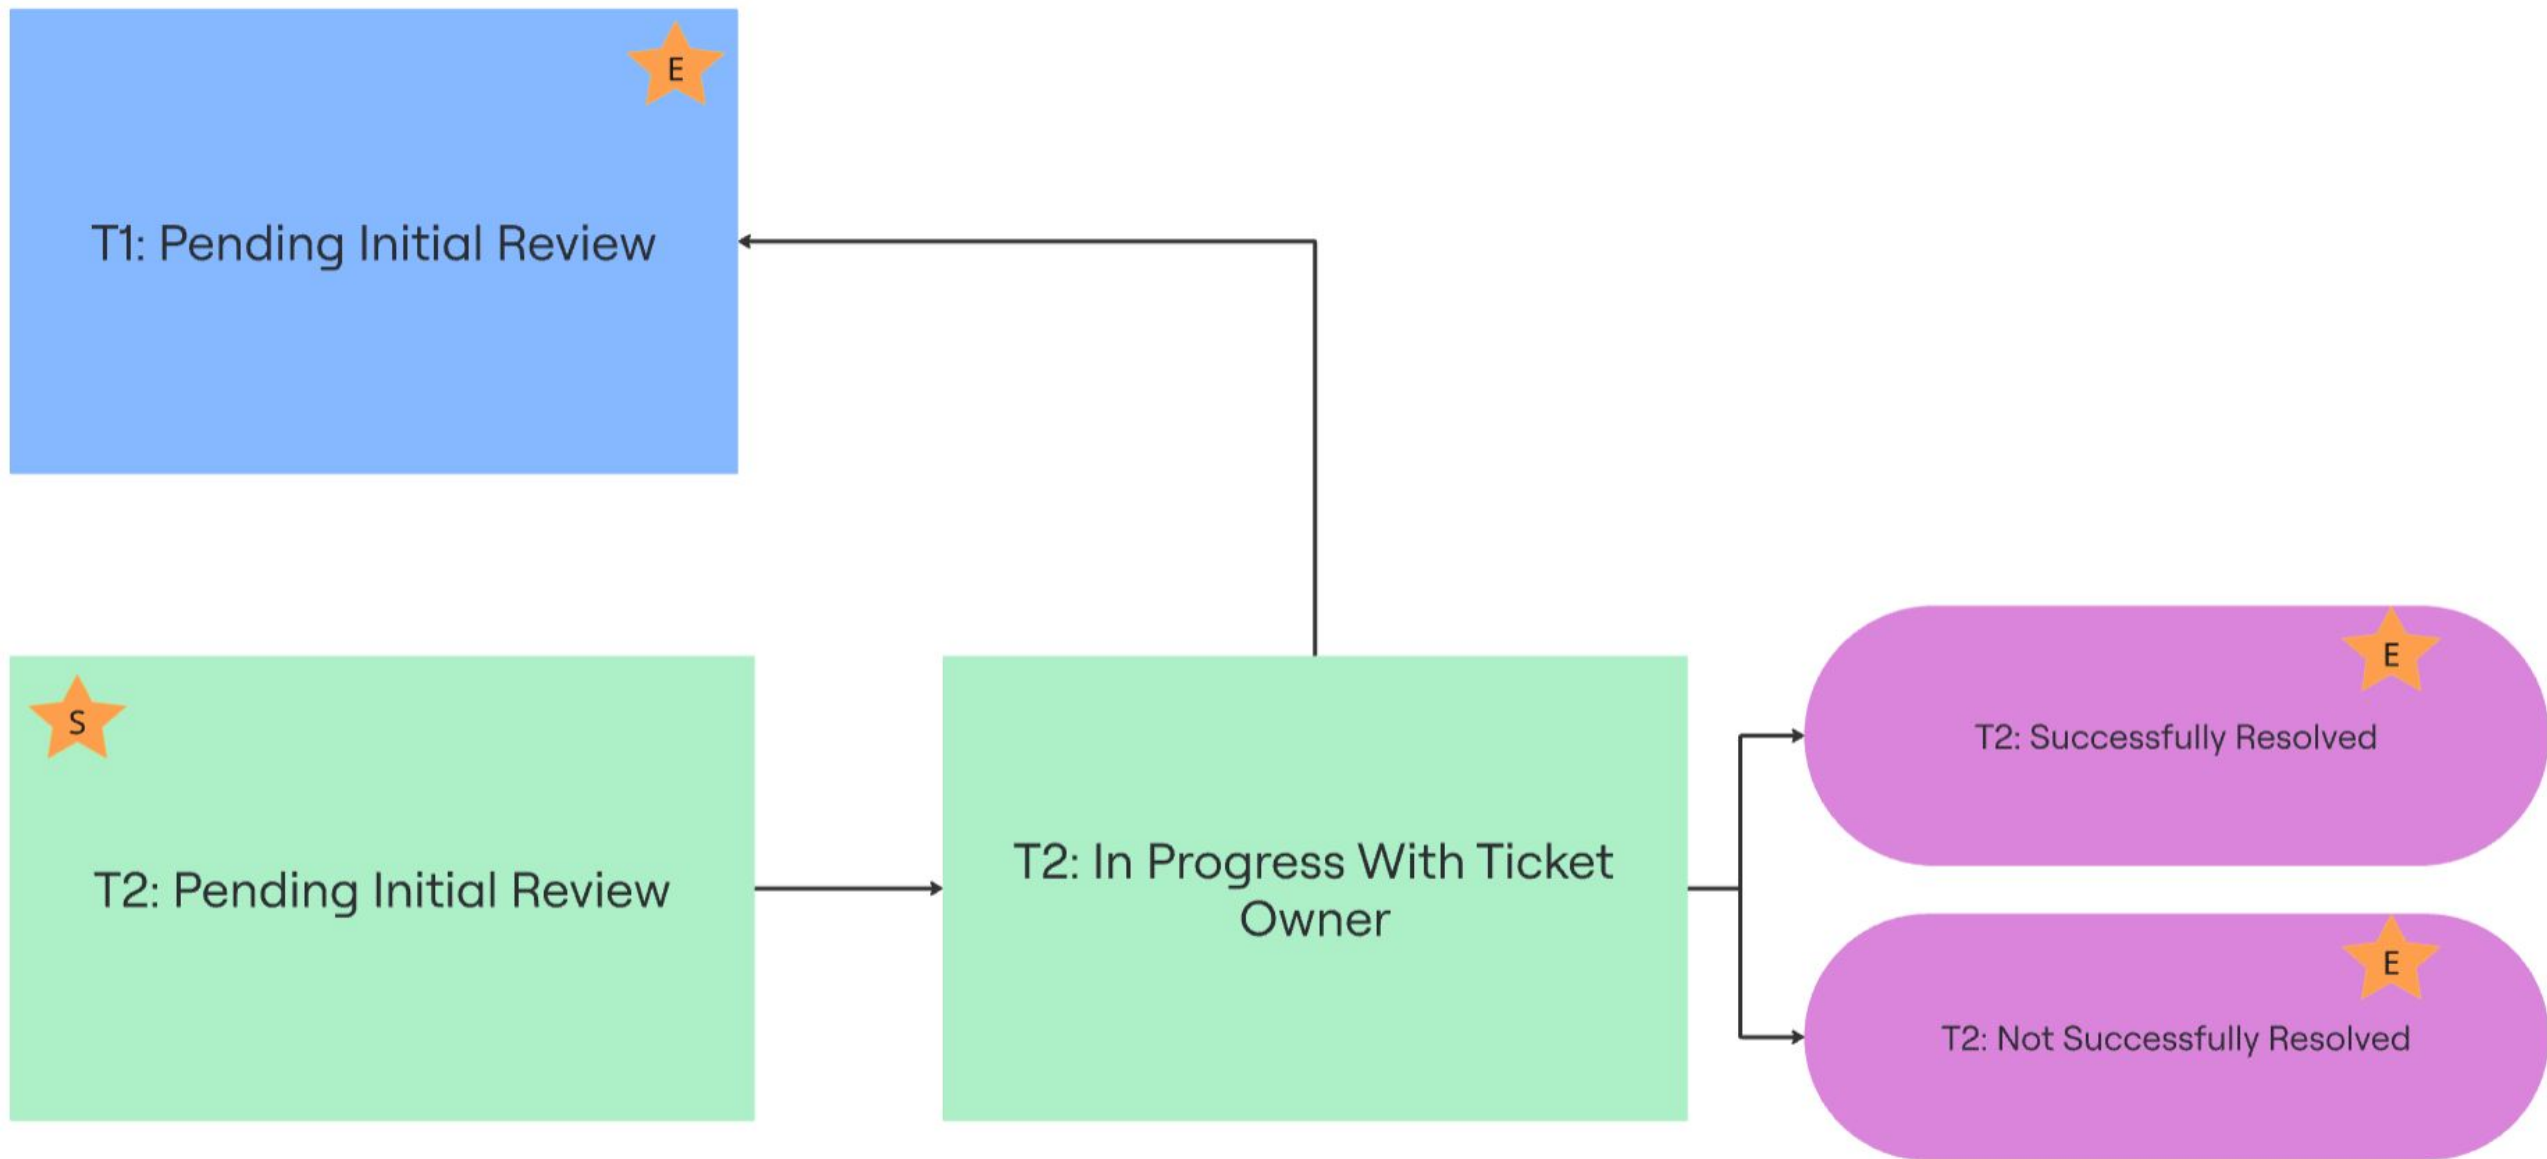 E
T1: Pending Initial Review
S
T2: Pending Initial Review
T2: In Progress With Ticket
Owner
E
T2: Successfully Resolved
E
T2: Not Successfully Resolved